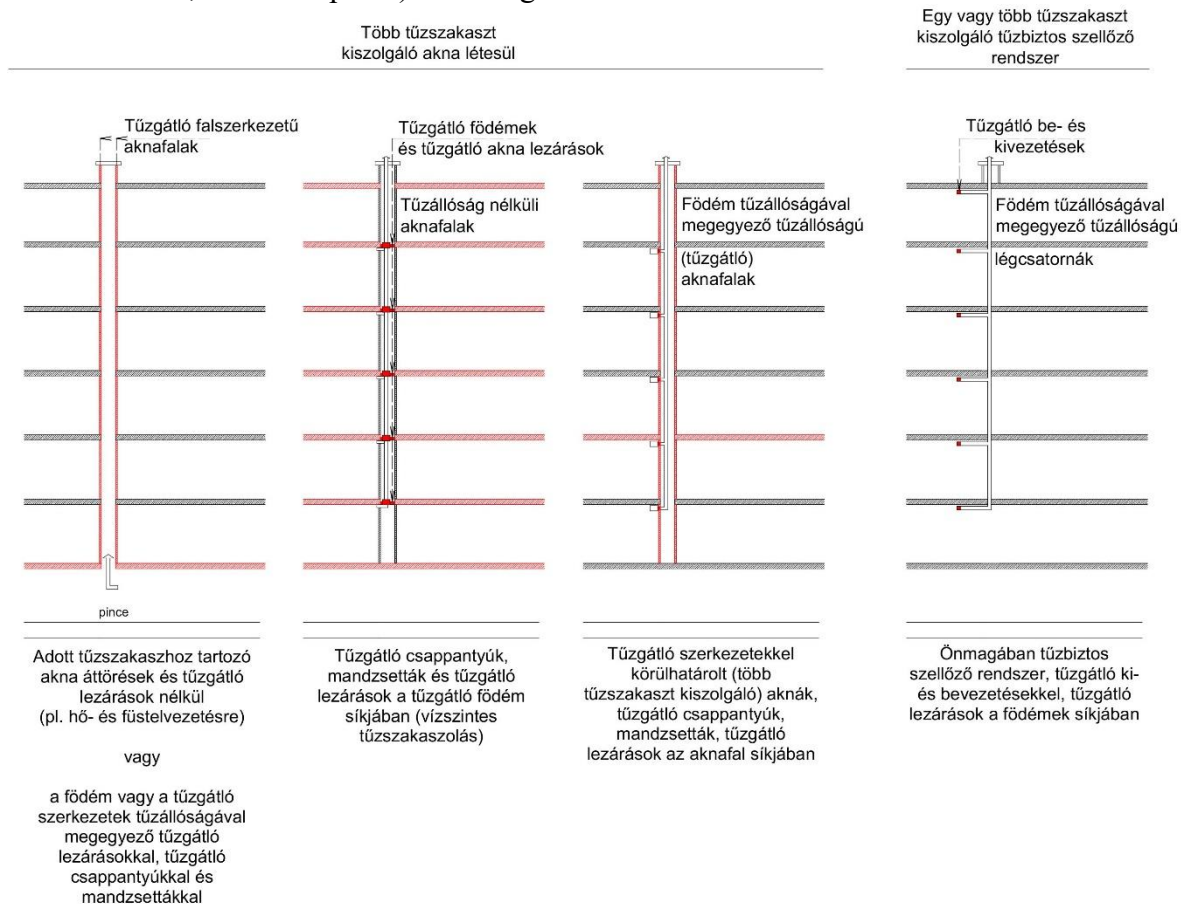 Több tűzszakaszt
kiszolgáló akna létesül
Egy vagy több tűzszakaszt
kiszolgáló tűzbiztos szellőző
rendszer
Tűzgátló falszerkezetű
aknafalak
Tűzgátló födémek
és tűzgátló akna lezárások
Tűzállóság nélküli
aknafalak
Födém tűzállóságával
megegyező tűzállóságú
(tűzgátló)
aknafalak
Tűzgátló be- és
kivezetések
Födém tűzállóságával
megegyező tűzállóságú
légcsatornák
pince
Adott tűzszakaszhoz tartozó
akna áttörések és tűzgátló
lezárások nélkül
(pl. hő- és füstelvezetésre)
vagy
a födém vagy a tűzgátló
szerkezetek tűzállóságával
megegyező tűzgátló
lezárásokkal, tűzgátló
csappantyúkkal és
mandzsettákkal
Tűzgátló csappantyúk,
mandzsetták és tűzgátló
lezárások a tűzgátló födém
síkjában (vízszintes
tűzszakaszolás)
Tűzgátló szerkezetekkel
körülhatárolt (több
tűzszakaszt kiszolgáló) aknák,
tűzgátló csappantyúk,
mandzsetták, tűzgátló
lezárások az aknafal síkjában
Önmagában tűzbiztos
szellőző rendszer, tűzgátló ki-
és bevezetésekkel, tűzgátló
lezárások a födémek síkjában